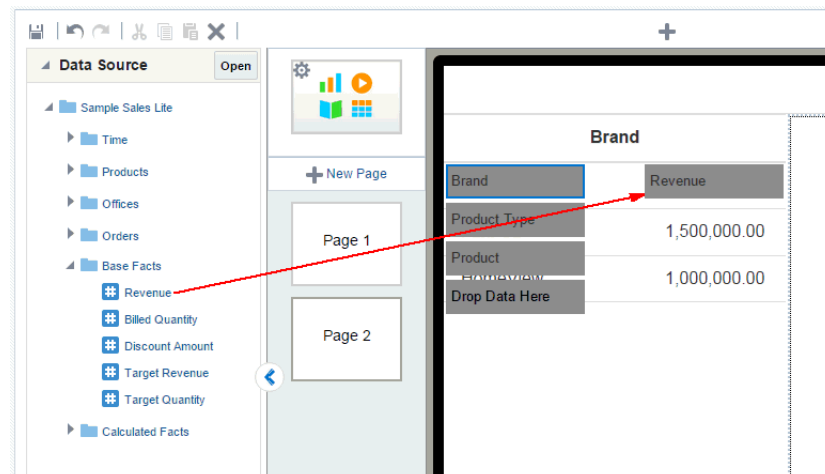 Data Source
Open
Sample Sales Lite
Time
Products
Offices
Orders
Base Facts
Revenue
Billed Quantity
Discount Amount
Target Revenue
Target Quantity
Calculated Facts
New Page
Page 1
Page 2
Brand
Brand
Revenue
Product Type
1,500,000.00
Product
HomeView
1,000,000.00
Drop Data Here